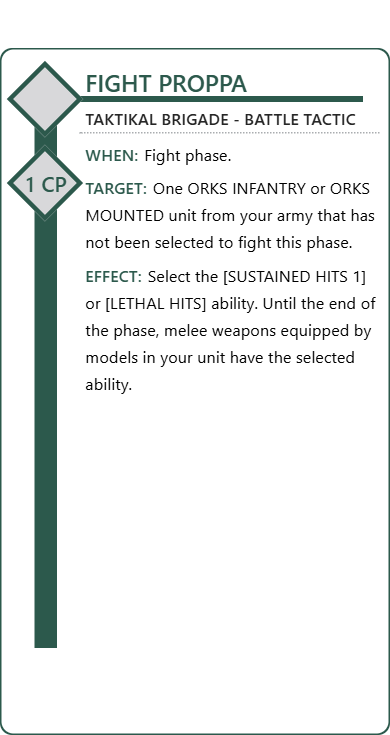 FIGHT PROPPA
TAKTIKAL BRIGADE - BATTLE TACTIC
WHEN: Fight phase.
1 CP
TARGET: One ORKS INFANTRY or ORKS
MOUNTED unit from your army that has
not been selected to fight this phase.
EFFECT: Select the [SUSTAINED HITS 1]
or [LETHAL HITS] ability. Until the end of
the phase, melee weapons equipped by
models in your unit have the selected
ability.